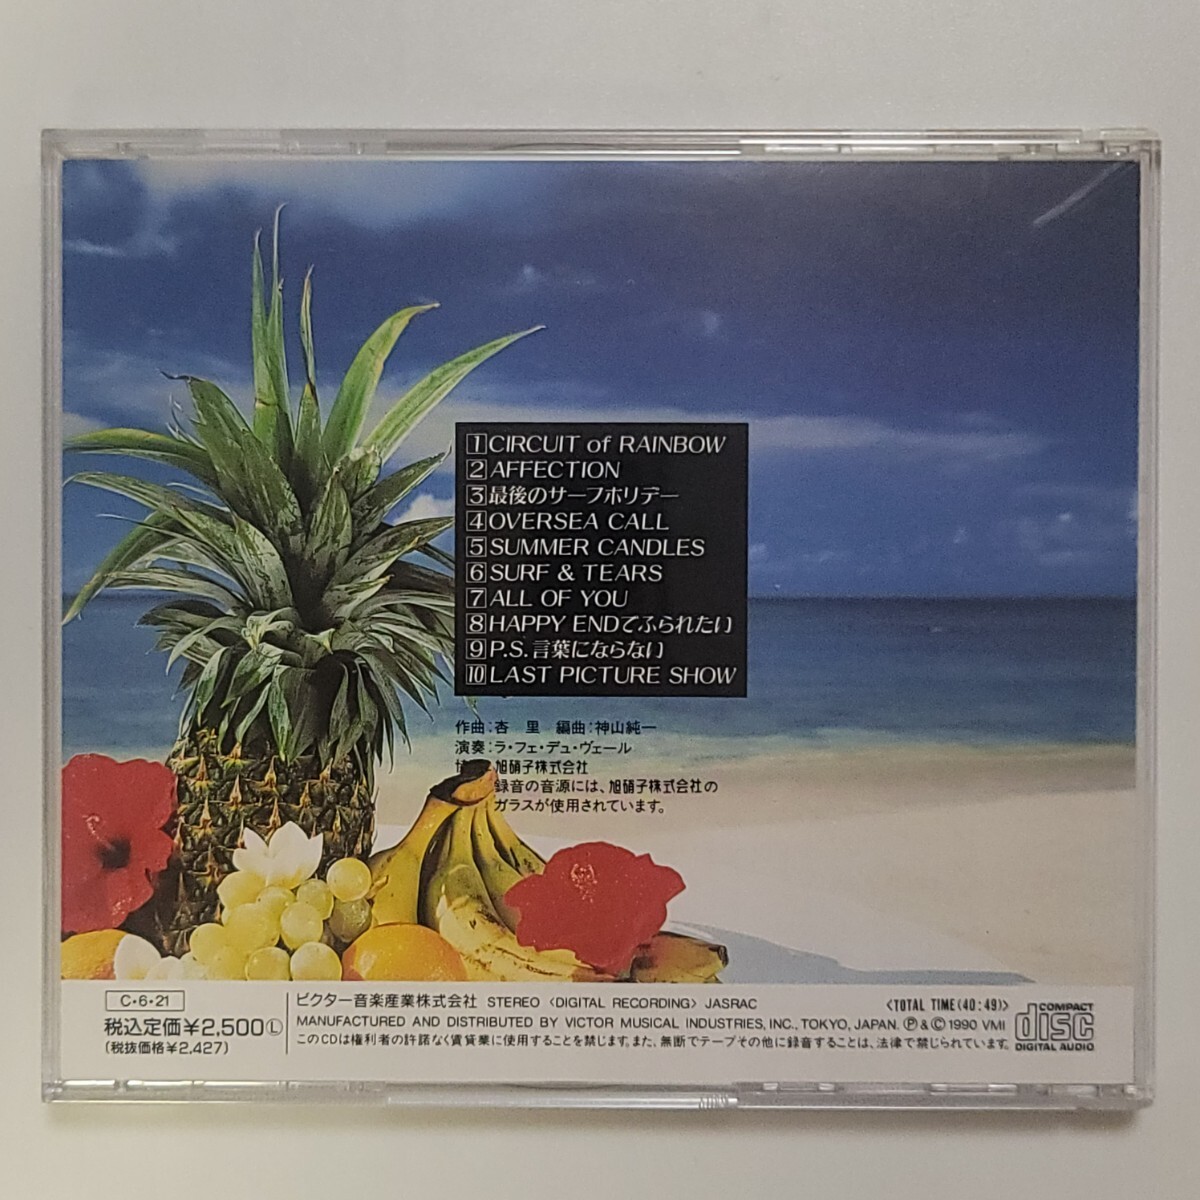 1 CIRCUIT of RAINBOW
2 AFFECTION
3 最後のサーフホリデー
4 OVERSEA CALL
5 SUMMER CANDLES
6 SURF & TEARS
7 ALL OF YOU
8 HAPPY ENDでふられたい
9 P.S.言葉にならない
10 LAST PICTURE SHOW
作曲:杏 里 編曲:神山純一
演奏:ラ・フェ・デュ・ヴェール
旭硝子株式会社
録音の音源には、旭硝子株式会社の
ガラスが使用されています。
C・6・21
税込定価¥2,500Ⓛ
(税抜価格¥2,427)
ビクター音楽産業株式会社 STEREO 〈DIGITAL RECORDING〉 JASRAC
〈TOTAL TIME(40:49)〉
MANUFACTURED AND DISTRIBUTED BY VICTOR MUSICAL INDUSTRIES, INC., TOKYO, JAPAN. Ⓟ&Ⓒ 1990 VMI
このCDは権利者の許諾なく賃貸業に使用することを禁じます。また、無断でテープその他に録音することは、法律で禁じられています。
COMPACT
disc
DIGITAL AUDIO